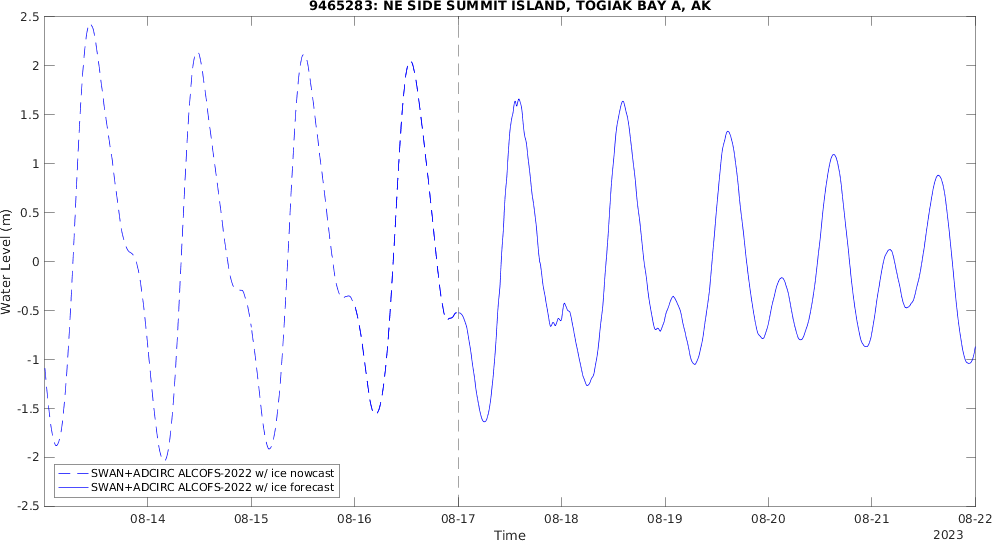 9465283: NE SIDE SUMMIT ISLAND, TOGIAK BAY A, AK
2.5
2
1.5
1
0.5
0
-0.5
-1
-1.5
-2
-2.5
Water Level (m)
SWAN+ADCIRC ALCOFS-2022 w/ ice nowcast
SWAN+ADCIRC ALCOFS-2022 w/ ice forecast
08-14 08-15 08-16 08-17 08-18 08-19 08-20 08-21 08-22
Time
2023